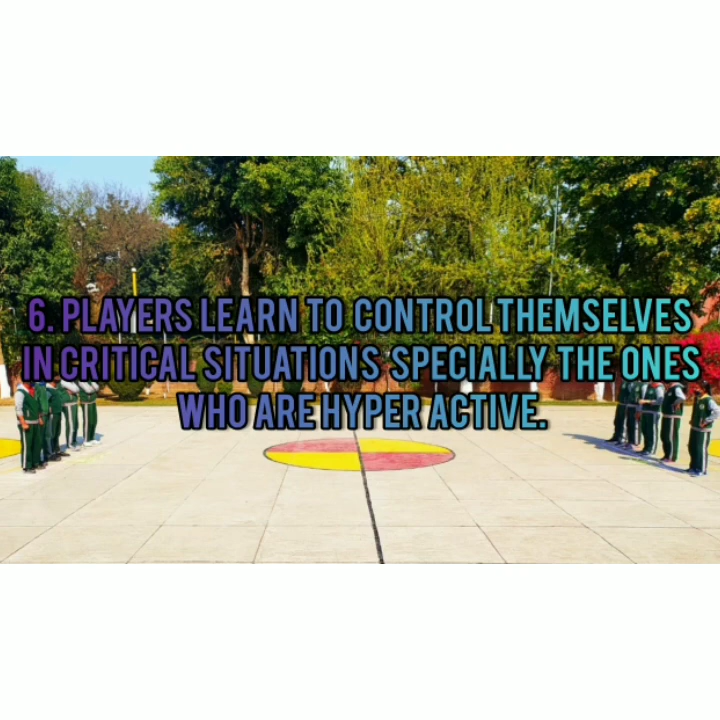 6. PLAYERS LEARN TO CONTROL THEMSELVES
IN CRITICAL SITUATIONS SPECIALLY THE ONES
WHO ARE HYPER ACTIVE.